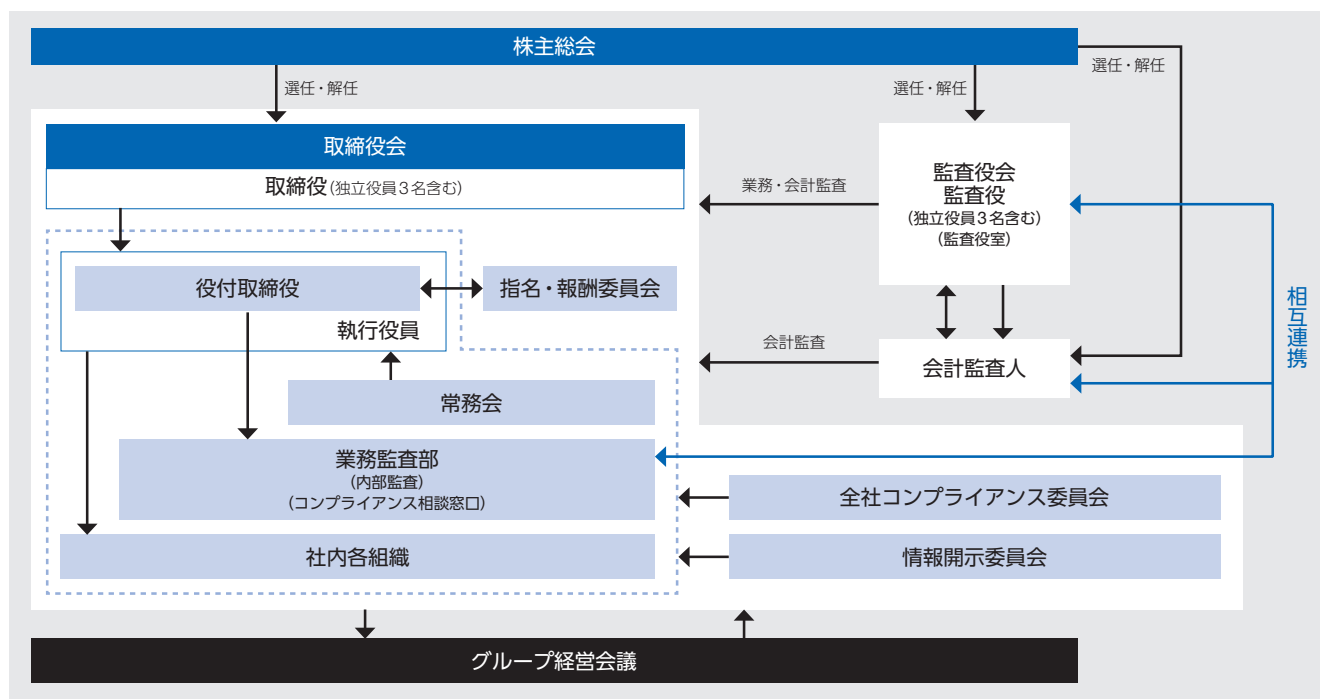 株主総会
選任・解任
選任・解任
選任・解任
取締役会
取締役(独立役員3名含む)
業務・会計監査
監査役会
監査役
(独立役員3名含む)
(監査役室)
役付取締役
指名・報酬委員会
執行役員
会計監査
会計監査人
相互連携
常務会
業務監査部
(内部監査)
(コンプライアンス相談窓口)
全社コンプライアンス委員会
社内各組織
情報開示委員会
グループ経営会議